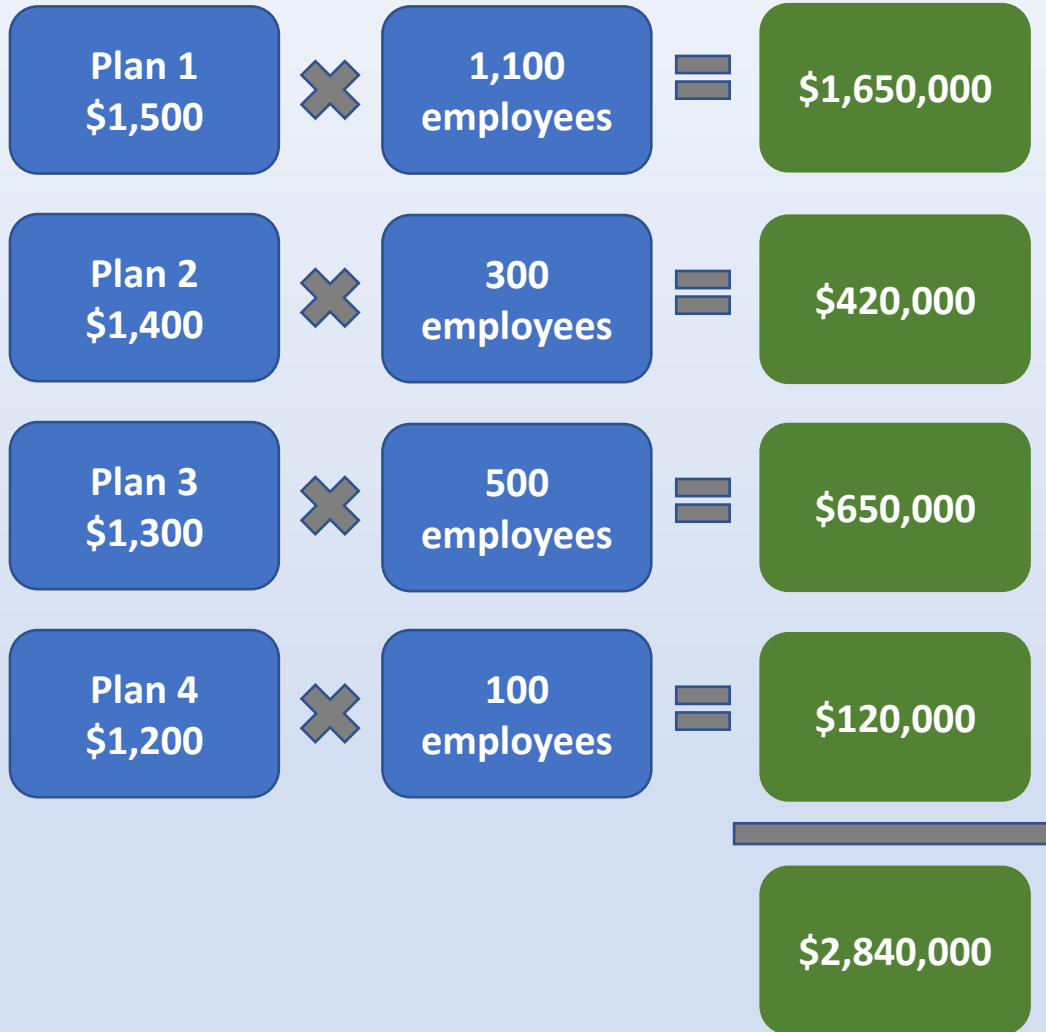 Plan 1
$1,500
1,100
employees
$1,650,000
Plan 2
$1,400
300
employees
$420,000
Plan 3
$1,300
500
employees
$650,000
Plan 4
$1,200
100
employees
$120,000
$2,840,000